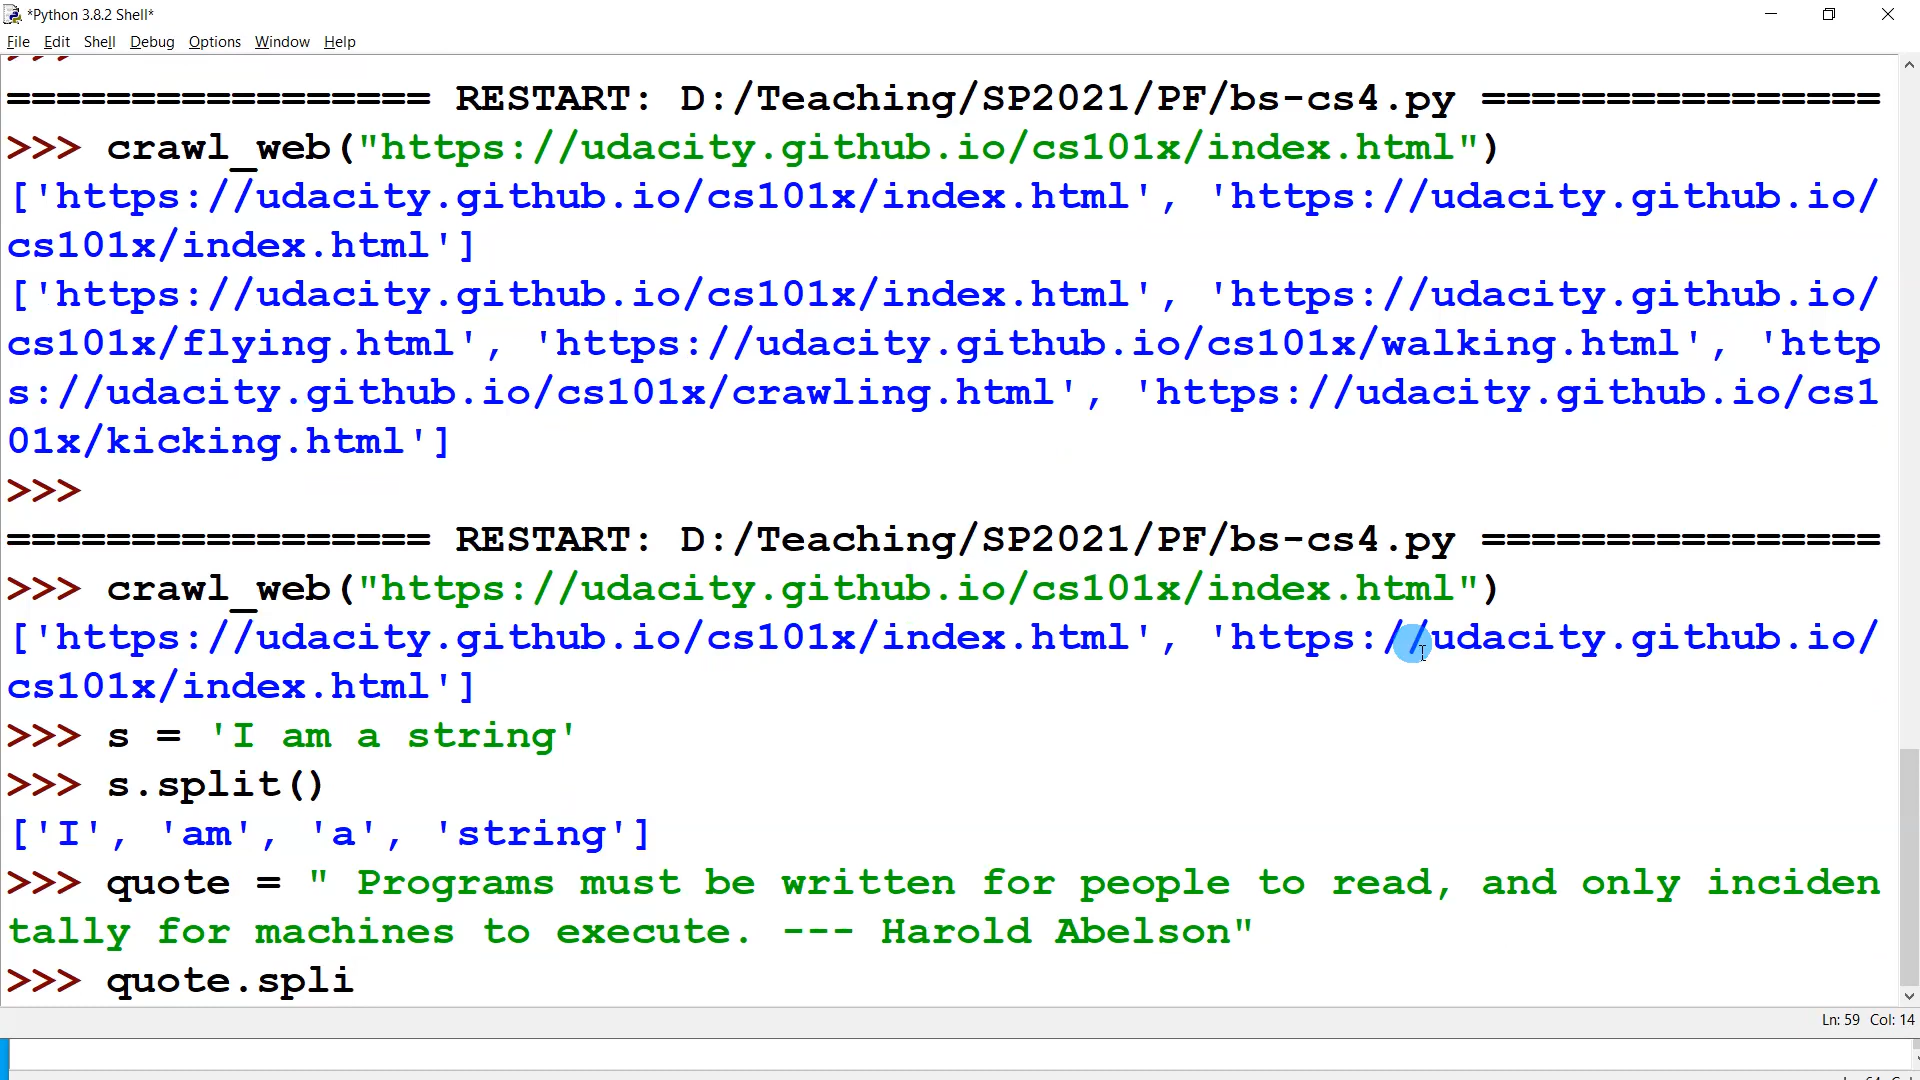 *Python 3.8.2 Shell*
File Edit Shell Debug Options Window Help
>>>
================= RESTART: D:/Teaching/SP2021/PF/bs-cs4.py ================
>>> crawl_web("https://udacity.github.io/cs101x/index.html")
['https://udacity.github.io/cs101x/index.html', 'https://udacity.github.io/
cs101x/index.html']
['https://udacity.github.io/cs101x/index.html', 'https://udacity.github.io/
cs101x/flying.html', 'https://udacity.github.io/cs101x/walking.html', 'http
s://udacity.github.io/cs101x/crawling.html', 'https://udacity.github.io/cs1
01x/kicking.html']
>>>
================= RESTART: D:/Teaching/SP2021/PF/bs-cs4.py ================
>>> crawl_web("https://udacity.github.io/cs101x/index.html")
['https://udacity.github.io/cs101x/index.html', 'https://udacity.github.io/
cs101x/index.html']
>>> s = 'I am a string'
>>> s.split()
['I', 'am', 'a', 'string']
>>> quote = " Programs must be written for people to read, and only inciden
tally for machines to execute. --- Harold Abelson"
>>> quote.spli
Ln: 59 Col: 14